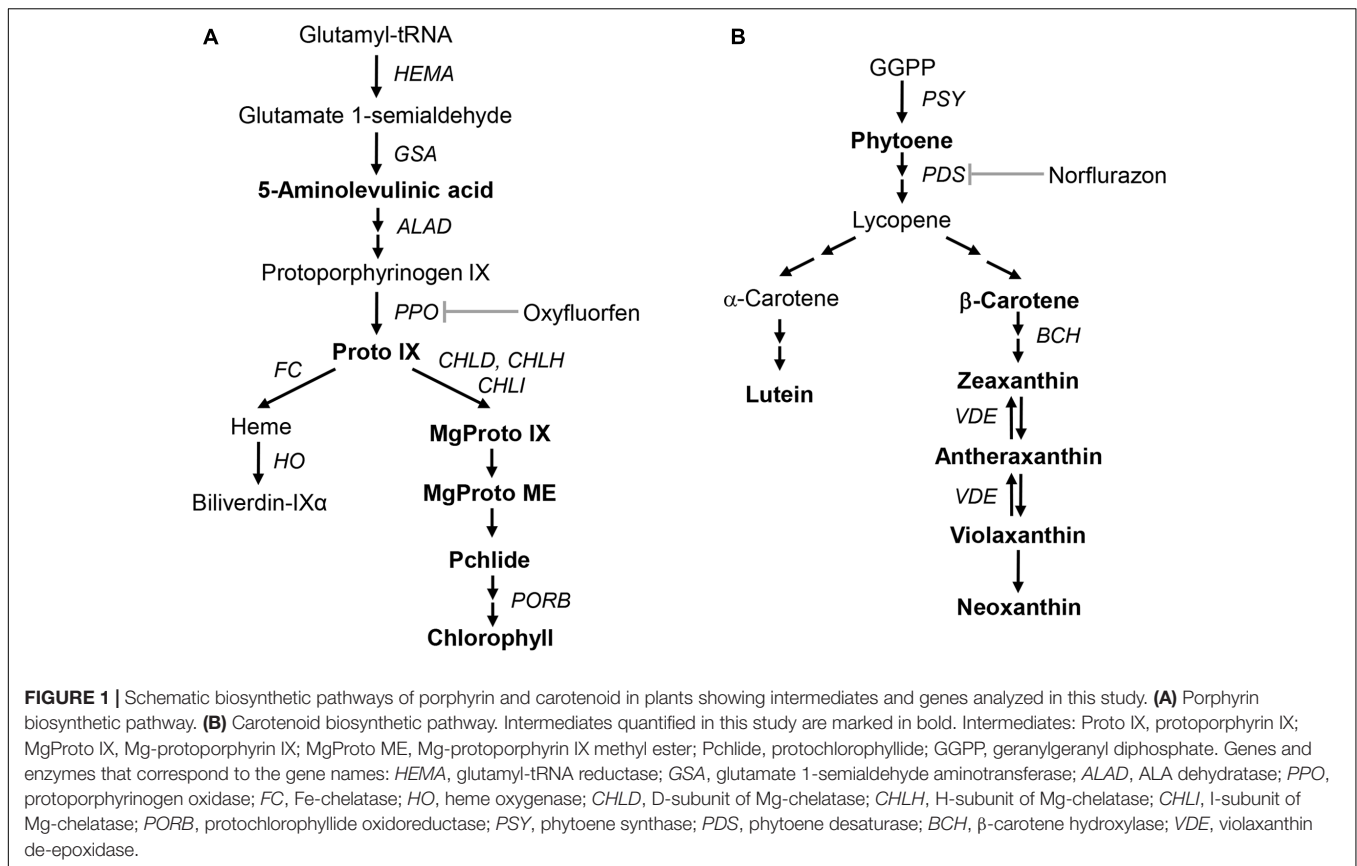 A
Glutamyl-tRNA
HEMA
Glutamate 1-semialdehyde
GSA
5-Aminolevulinic acid
ALAD
Protoporphyrinogen IX
PPO
Oxyfluorfen
Proto IX
FC
CHLD, CHLH
CHLI
Heme
HO
Biliverdin-IXα
MgProto IX
MgProto ME
Pchlide
PORB
Chlorophyll
B
GGPP
PSY
Phytoene
PDS
Norflurazon
Lycopene
α-Carotene
Lutein
β-Carotene
BCH
Zeaxanthin
VDE
Antheraxanthin
VDE
Violaxanthin
Neoxanthin
FIGURE 1 | Schematic biosynthetic pathways of porphyrin and carotenoid in plants showing intermediates and genes analyzed in this study. (A) Porphyrin
biosynthetic pathway. (B) Carotenoid biosynthetic pathway. Intermediates quantified in this study are marked in bold. Intermediates: Proto IX, protoporphyrin IX;
MgProto IX, Mg-protoporphyrin IX; MgProto ME, Mg-protoporphyrin IX methyl ester; Pchlide, protochlorophyllide; GGPP, geranylgeranyl diphosphate. Genes and
enzymes that correspond to the gene names: HEMA, glutamyl-tRNA reductase; GSA, glutamate 1-semialdehyde aminotransferase; ALAD, ALA dehydratase; PPO,
protoporphyrinogen oxidase; FC, Fe-chelatase; HO, heme oxygenase; CHLD, D-subunit of Mg-chelatase; CHLH, H-subunit of Mg-chelatase; CHLI, I-subunit of
Mg-chelatase; PORB, protochlorophyllide oxidoreductase; PSY, phytoene synthase; PDS, phytoene desaturase; BCH, β-carotene hydroxylase; VDE, violaxanthin
de-epoxidase.